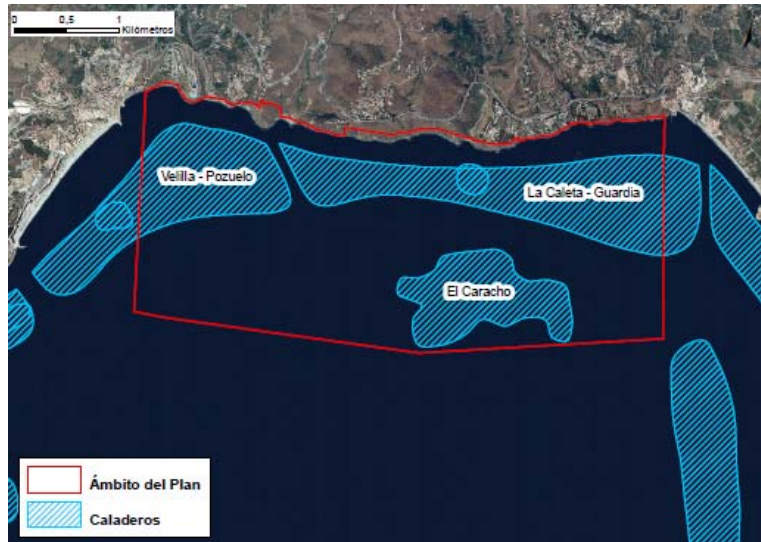 0 0,5 1
Kilómetros
Velilla - Pozuelo
La Caleta - Guardia
El Caracho
Ámbito del Plan
Caladeros